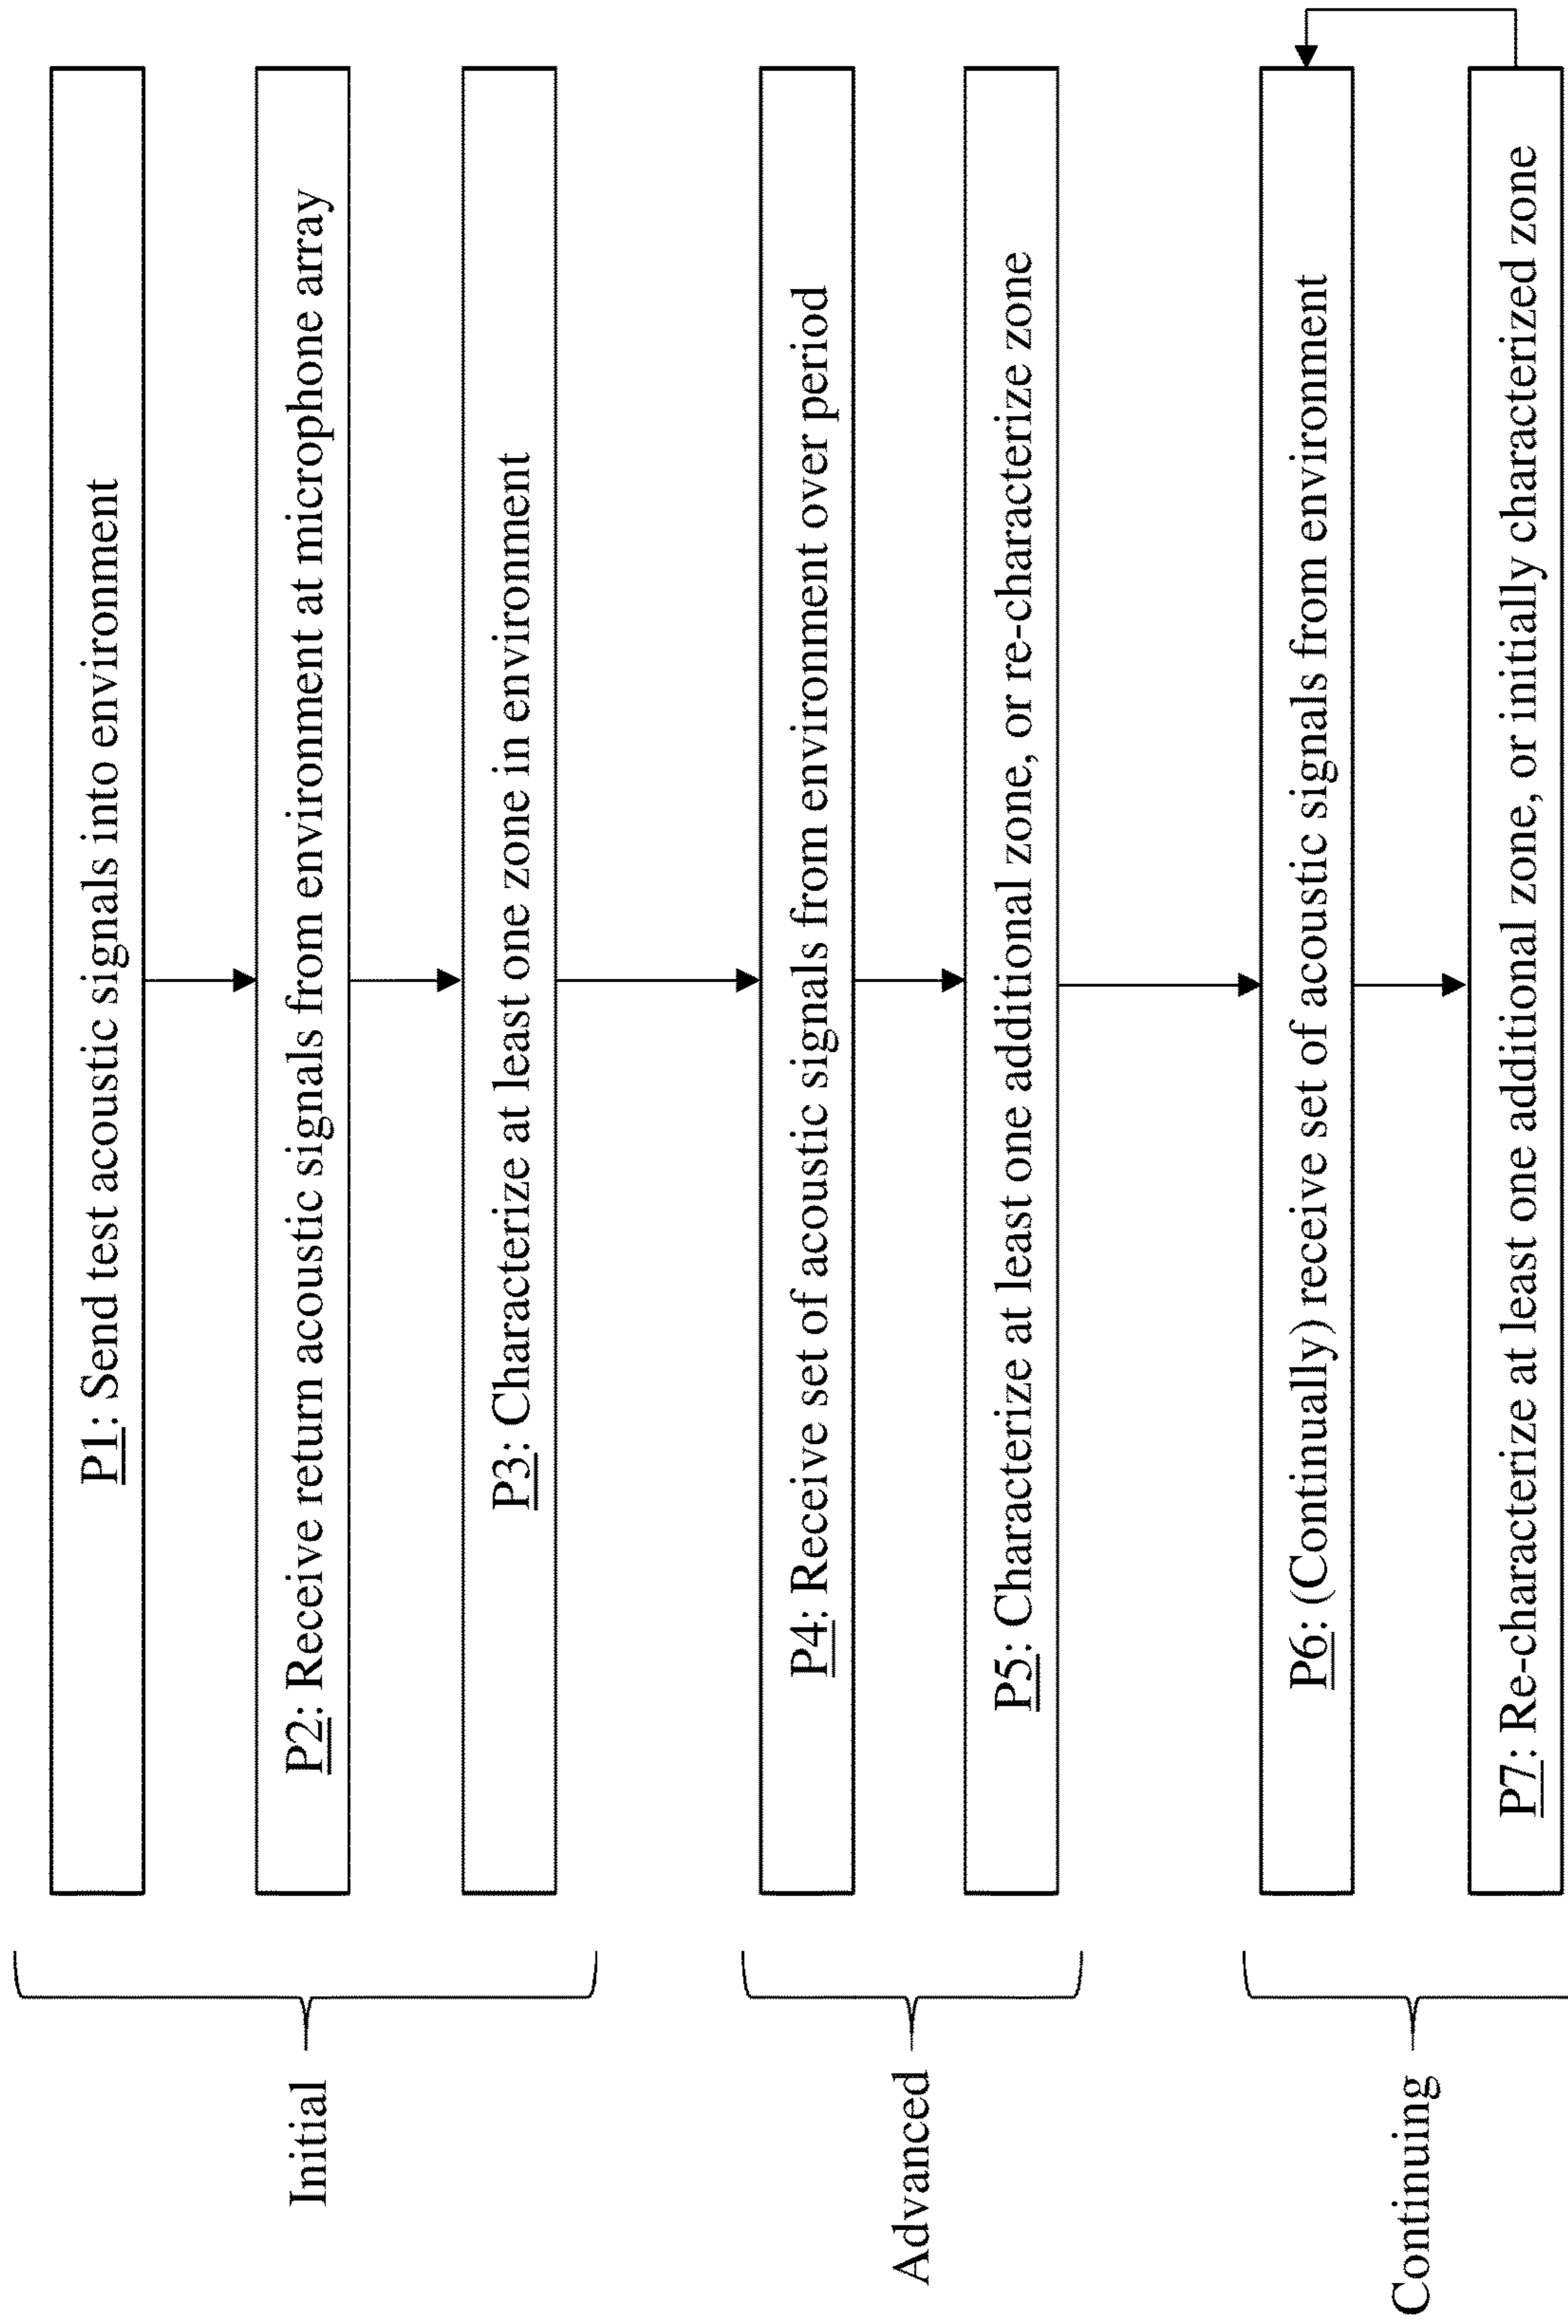 Initial
P1: Send test acoustic signals into environment
P2: Receive return acoustic signals from environment at microphone array
P3: Characterize at least one zone in environment
Advanced
P4: Receive set of acoustic signals from environment over period
P5: Characterize at least one additional zone, or re-characterize zone
Continuing
P6: (Continually) receive set of acoustic signals from environment
P7: Re-characterize at least one additional zone, or initially characterized zone